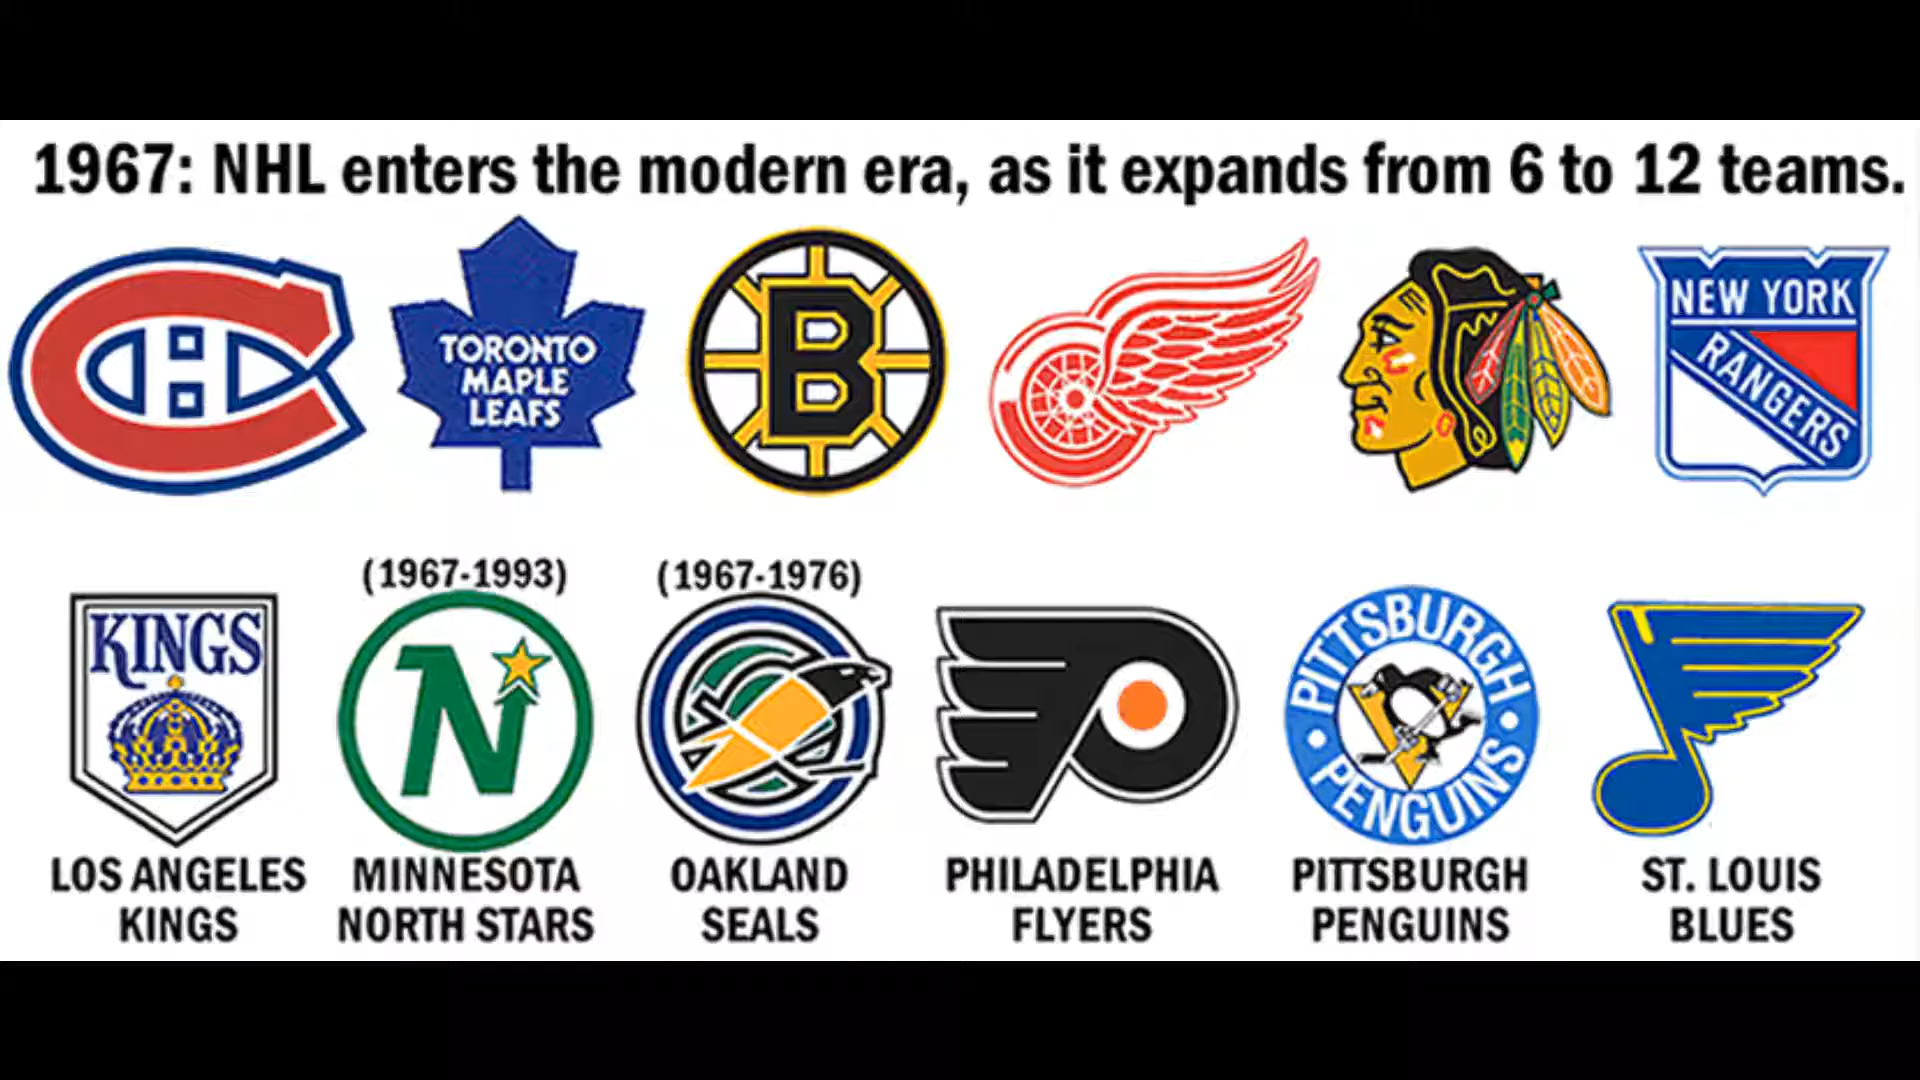 1967: NHL enters the modern era, as it expands from 6 to 12 teams.
TORONTO
MAPLE
LEAFS
B
NEW YORK
RANGERS
(1967-1993)
(1967-1976)
KINGS
N
PITTSBURGH
PENGUINS
LOS ANGELES
KINGS
MINNESOTA
NORTH STARS
OAKLAND
SEALS
PHILADELPHIA
FLYERS
PITTSBURGH
PENGUINS
ST. LOUIS
BLUES